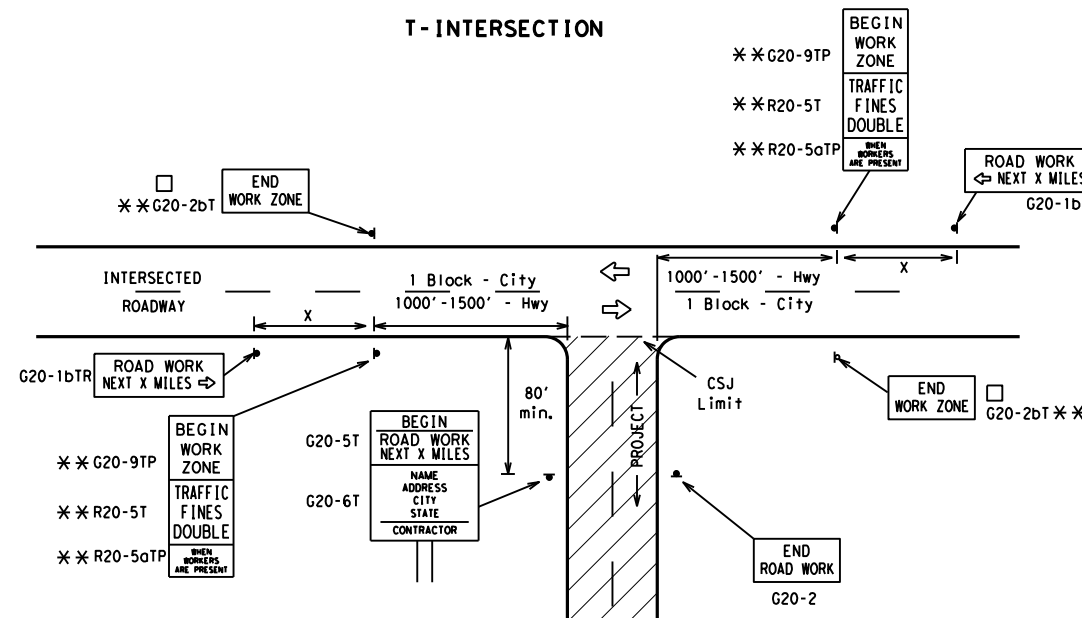 T-INTERSECTION
BEGIN
WORK
ZONE
TRAFFIC
FINES
DOUBLE
WHEN
WORKERS
ARE PRESENT
**G20-9TP
**R20-5T
**R20-5aTP
ROAD WORK
⇦ NEXT X MILES
G20-1b
END
WORK ZONE
□
**G20-2bT
INTERSECTED
ROADWAY
1 Block - City
1000'-1500' - Hwy
X
⇦
⇨
1000'-1500' - Hwy
1 Block - City
X
G20-1bTR
ROAD WORK
NEXT X MILES ⇨
80'
min.
PROJECT
CSJ
Limit
END
WORK ZONE
□
G20-2bT**
BEGIN
WORK
ZONE
TRAFFIC
FINES
DOUBLE
WHEN
WORKERS
ARE PRESENT
**G20-9TP
**R20-5T
**R20-5aTP
G20-5T
BEGIN
ROAD WORK
NEXT X MILES
G20-6T
NAME
ADDRESS
CITY
STATE
CONTRACTOR
END
ROAD WORK
G20-2